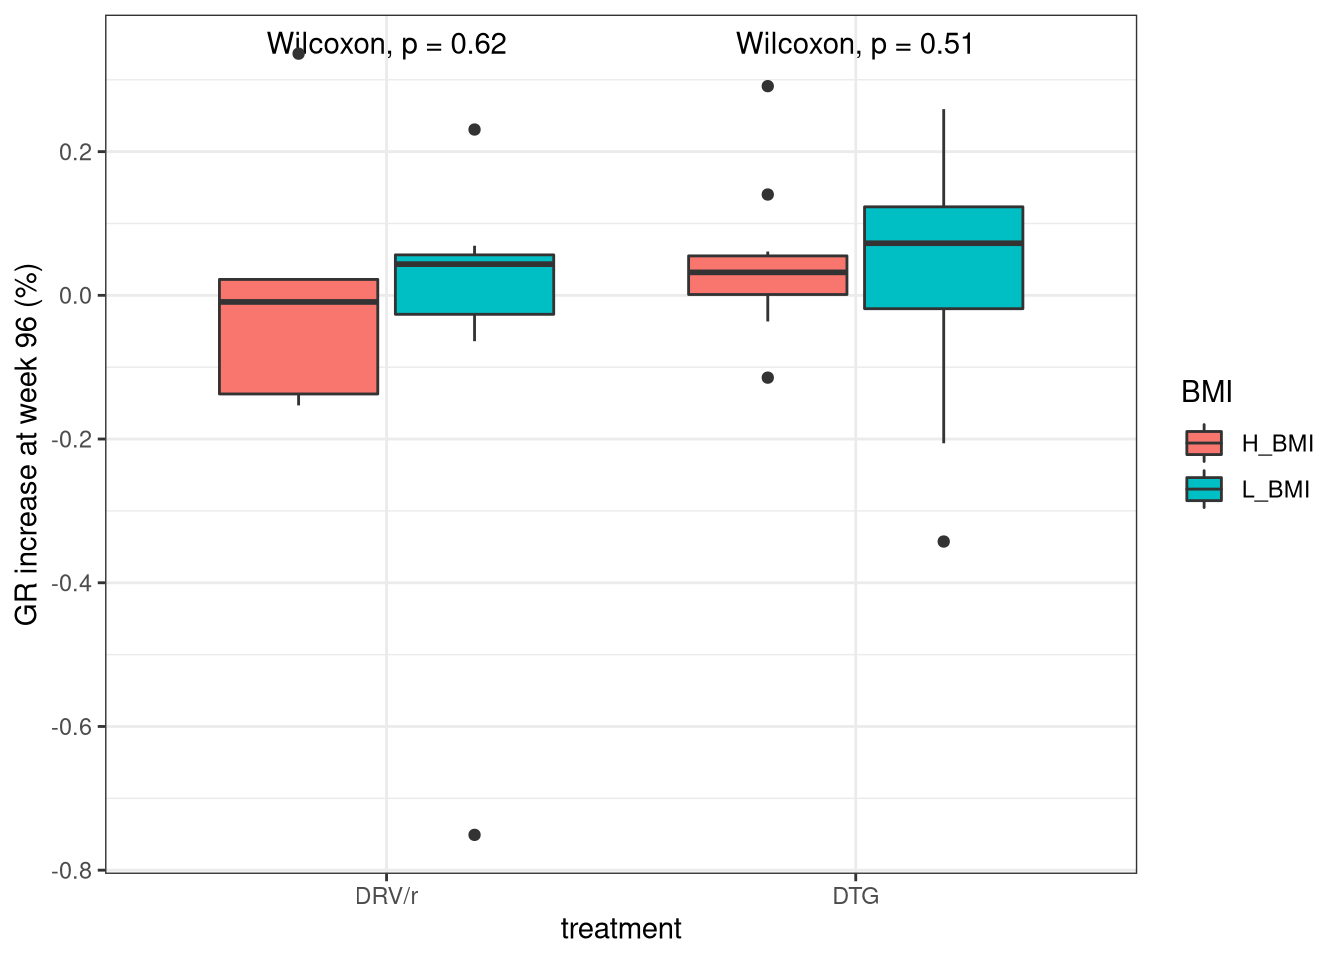 Wilcoxon, p = 0.62
Wilcoxon, p = 0.51
0.2
0.0
-0.2
-0.4
-0.6
-0.8
GR increase at week 96 (%)
DRV/r
DTG
treatment
BMI
H_BMI
L_BMI